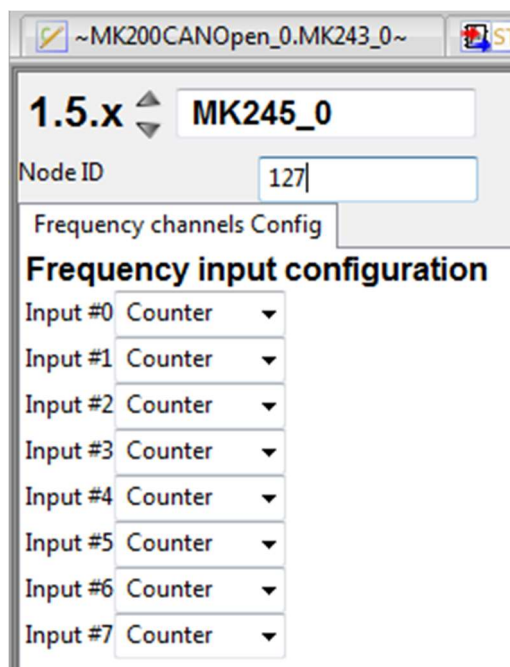 ~MK200CANOpen_0.MK243_0~ ST
1.5.x MK245_0
Node ID 127
Frequency channels Config
Frequency input configuration
Input #0 Counter
Input #1 Counter
Input #2 Counter
Input #3 Counter
Input #4 Counter
Input #5 Counter
Input #6 Counter
Input #7 Counter